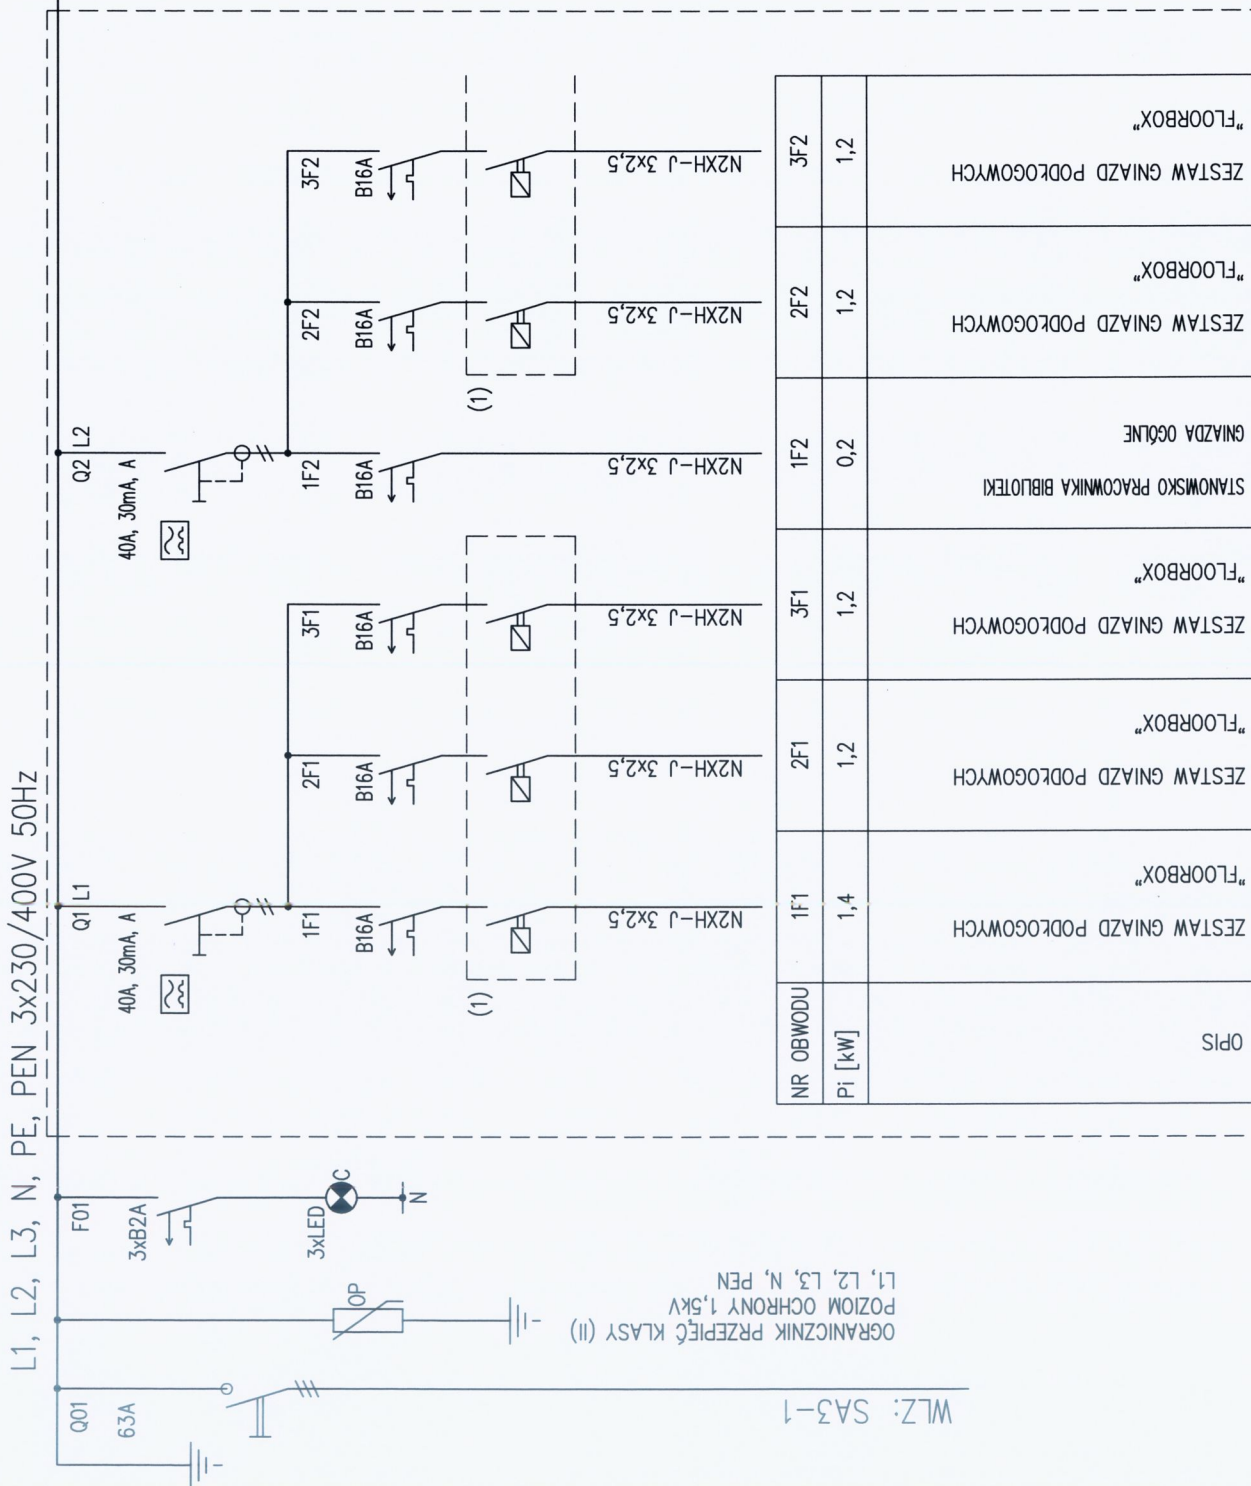 L1, L2, L3, N, PE, PEN 3x230/400V 50Hz
Q01
63A
WLZ: SA3-1
OP
OGRANICZNIK PRZEPIĘĆ KLASY (II)
POZIOM OCHRONY 1,5kV
L1, L2, L3, N, PEN
F01
3xB2A
3xLED
C
N
Q1 L1
40A, 30mA, A
1F1
B16A
(1)
N2XH-J 3x2,5
2F1
B16A
N2XH-J 3x2,5
3F1
B16A
N2XH-J 3x2,5
Q2 L2
40A, 30mA, A
1F2
B16A
N2XH-J 3x2,5
2F2
B16A
(1)
N2XH-J 3x2,5
3F2
B16A
N2XH-J 3x2,5
NR OBWODU 1F1 2F1 3F1 1F2 2F2 3F2
Pi [kW] 1,4 1,2 1,2 0,2 1,2 1,2
OPIS
ZESTAW GNIAZD PODŁOGOWYCH
"FLOORBOX"
ZESTAW GNIAZD PODŁOGOWYCH
"FLOORBOX"
ZESTAW GNIAZD PODŁOGOWYCH
"FLOORBOX"
STANOWISKO PRACOWNIKA BIBLIOTEKI
GNIAZDA OGÓLNE
ZESTAW GNIAZD PODŁOGOWYCH
"FLOORBOX"
ZESTAW GNIAZD PODŁOGOWYCH
"FLOORBOX"